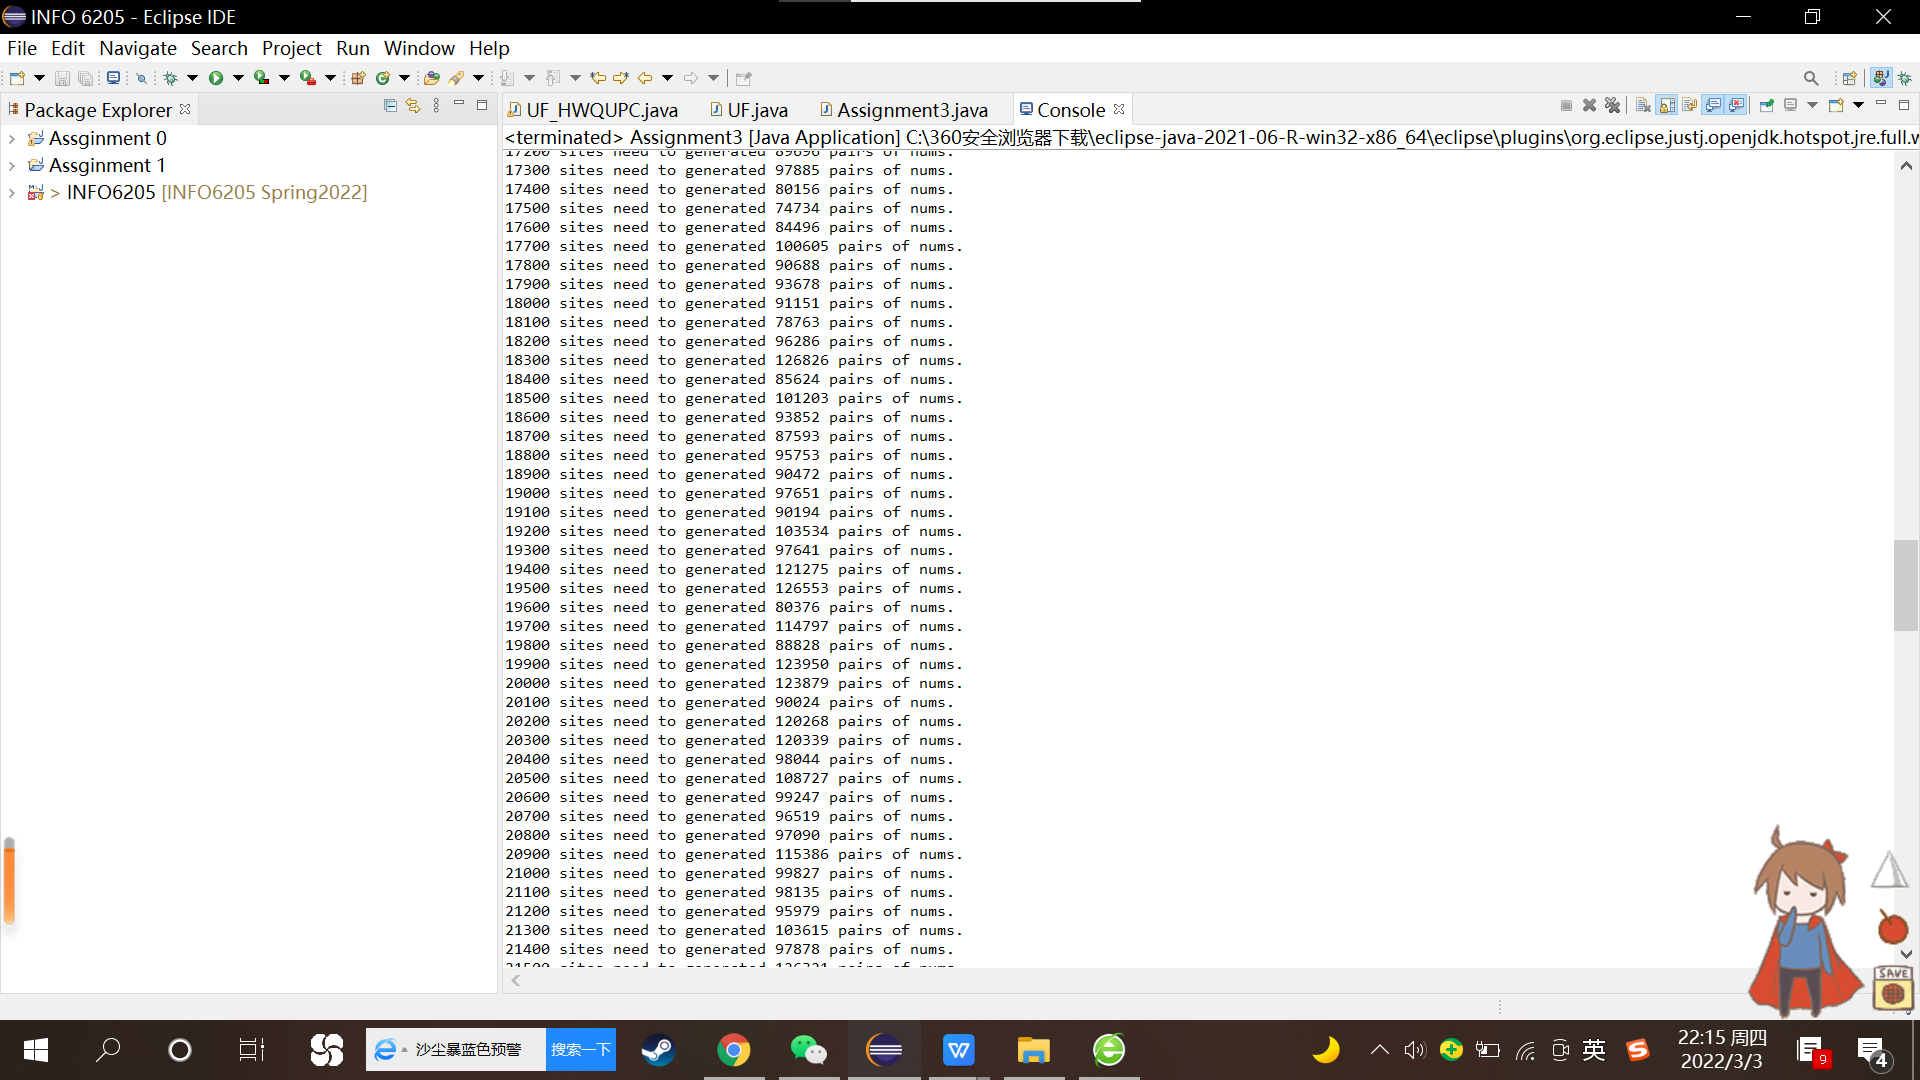 INFO 6205 - Eclipse IDE
File Edit Navigate Search Project Run Window Help
Package Explorer
UF_HWQUPC.java UF.java Assignment3.java Console
Assginment 0
Assginment 1
> INFO6205 [INFO6205 Spring2022]
<terminated> Assignment3 [Java Application] C:\360安全浏览器下载\eclipse-java-2021-06-R-win32-x86_64\eclipse\plugins\org.eclipse.justj.openjdk.hotspot.jre.full.w
17200 sites need to generated 89696 pairs of nums.
17300 sites need to generated 97885 pairs of nums.
17400 sites need to generated 80156 pairs of nums.
17500 sites need to generated 74734 pairs of nums.
17600 sites need to generated 84496 pairs of nums.
17700 sites need to generated 100605 pairs of nums.
17800 sites need to generated 90688 pairs of nums.
17900 sites need to generated 93678 pairs of nums.
18000 sites need to generated 91151 pairs of nums.
18100 sites need to generated 78763 pairs of nums.
18200 sites need to generated 96286 pairs of nums.
18300 sites need to generated 126826 pairs of nums.
18400 sites need to generated 85624 pairs of nums.
18500 sites need to generated 101203 pairs of nums.
18600 sites need to generated 93852 pairs of nums.
18700 sites need to generated 87593 pairs of nums.
18800 sites need to generated 95753 pairs of nums.
18900 sites need to generated 90472 pairs of nums.
19000 sites need to generated 97651 pairs of nums.
19100 sites need to generated 90194 pairs of nums.
19200 sites need to generated 103534 pairs of nums.
19300 sites need to generated 97641 pairs of nums.
19400 sites need to generated 121275 pairs of nums.
19500 sites need to generated 126553 pairs of nums.
19600 sites need to generated 80376 pairs of nums.
19700 sites need to generated 114797 pairs of nums.
19800 sites need to generated 88828 pairs of nums.
19900 sites need to generated 123950 pairs of nums.
20000 sites need to generated 123879 pairs of nums.
20100 sites need to generated 90024 pairs of nums.
20200 sites need to generated 120268 pairs of nums.
20300 sites need to generated 120339 pairs of nums.
20400 sites need to generated 98044 pairs of nums.
20500 sites need to generated 108727 pairs of nums.
20600 sites need to generated 99247 pairs of nums.
20700 sites need to generated 96519 pairs of nums.
20800 sites need to generated 97090 pairs of nums.
20900 sites need to generated 115386 pairs of nums.
21000 sites need to generated 99827 pairs of nums.
21100 sites need to generated 98135 pairs of nums.
21200 sites need to generated 95979 pairs of nums.
21300 sites need to generated 103615 pairs of nums.
21400 sites need to generated 97878 pairs of nums.
21500 sites need to generated 126321 pairs of nums.
SAVE
沙尘暴蓝色预警 搜索一下
英
22:15 周四
2022/3/3
9
4